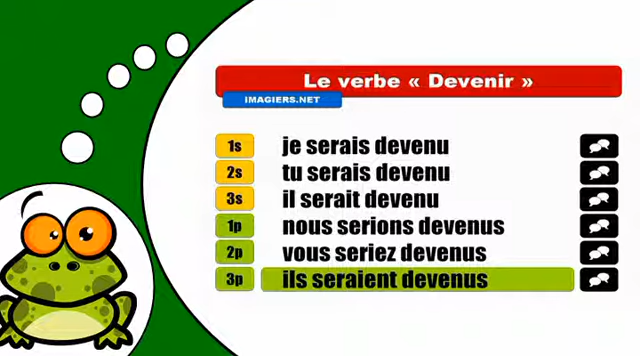 Le verbe « Devenir »
IMAGIERS.NET
1s je serais devenu
2s tu serais devenu
3s il serait devenu
1p nous serions devenus
2p vous seriez devenus
3p ils seraient devenus